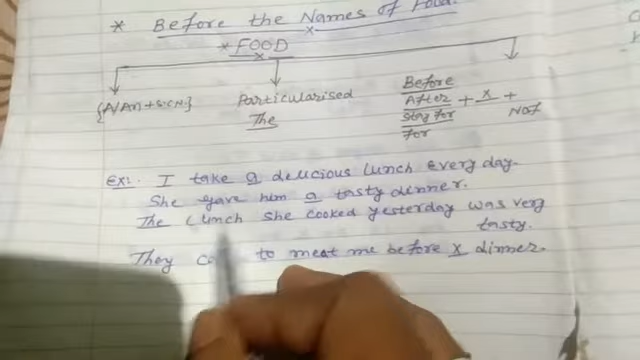 * Before the Names of Food.
x
* FOOD
x
{A/An + S.C.N.}
Particularised
The
Before
After
Stay for
for
+ x +
Nof
Ex:. I take a delicious lunch every day.
She gave him a tasty dinner.
The Lunch she cooked yesterday was very
tasty.
They to meat me before x dinner.